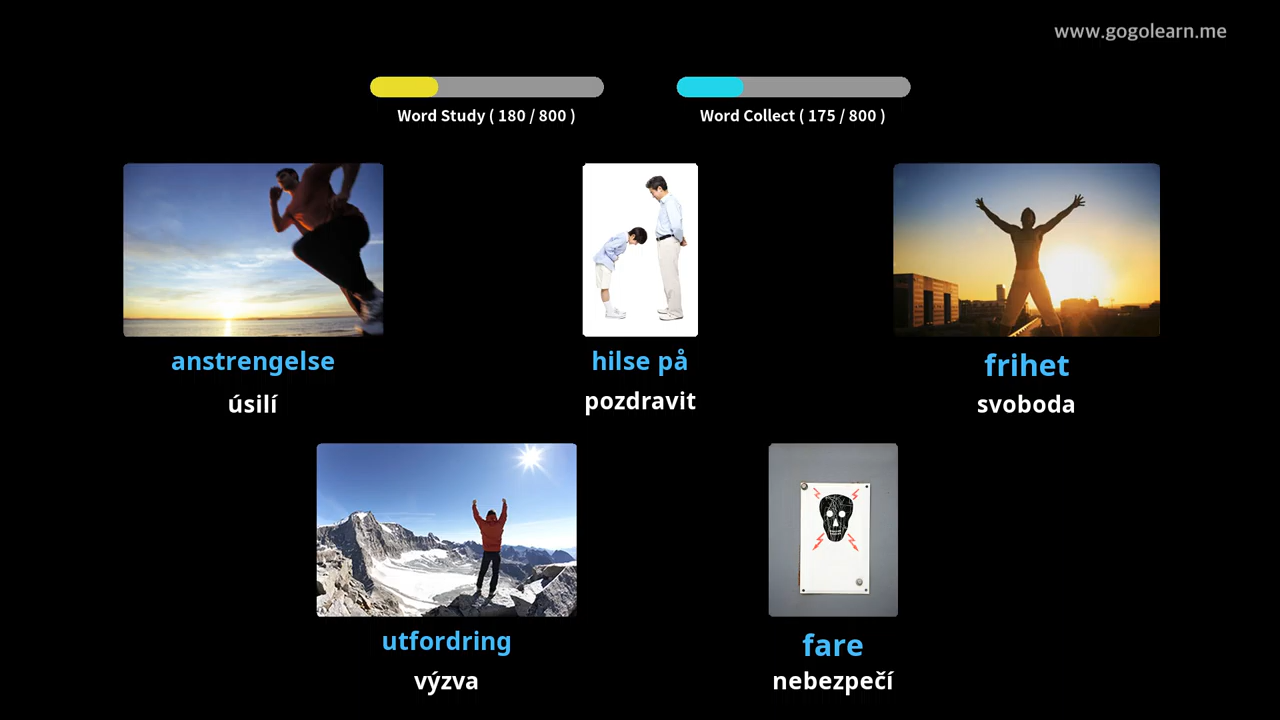 www.gogolearn.me
Word Study ( 180 / 800 )
Word Collect ( 175 / 800 )
anstrengelse
hilse på
frihet
úsilí
pozdravit
svoboda
utfordring
fare
výzva
nebezpečí